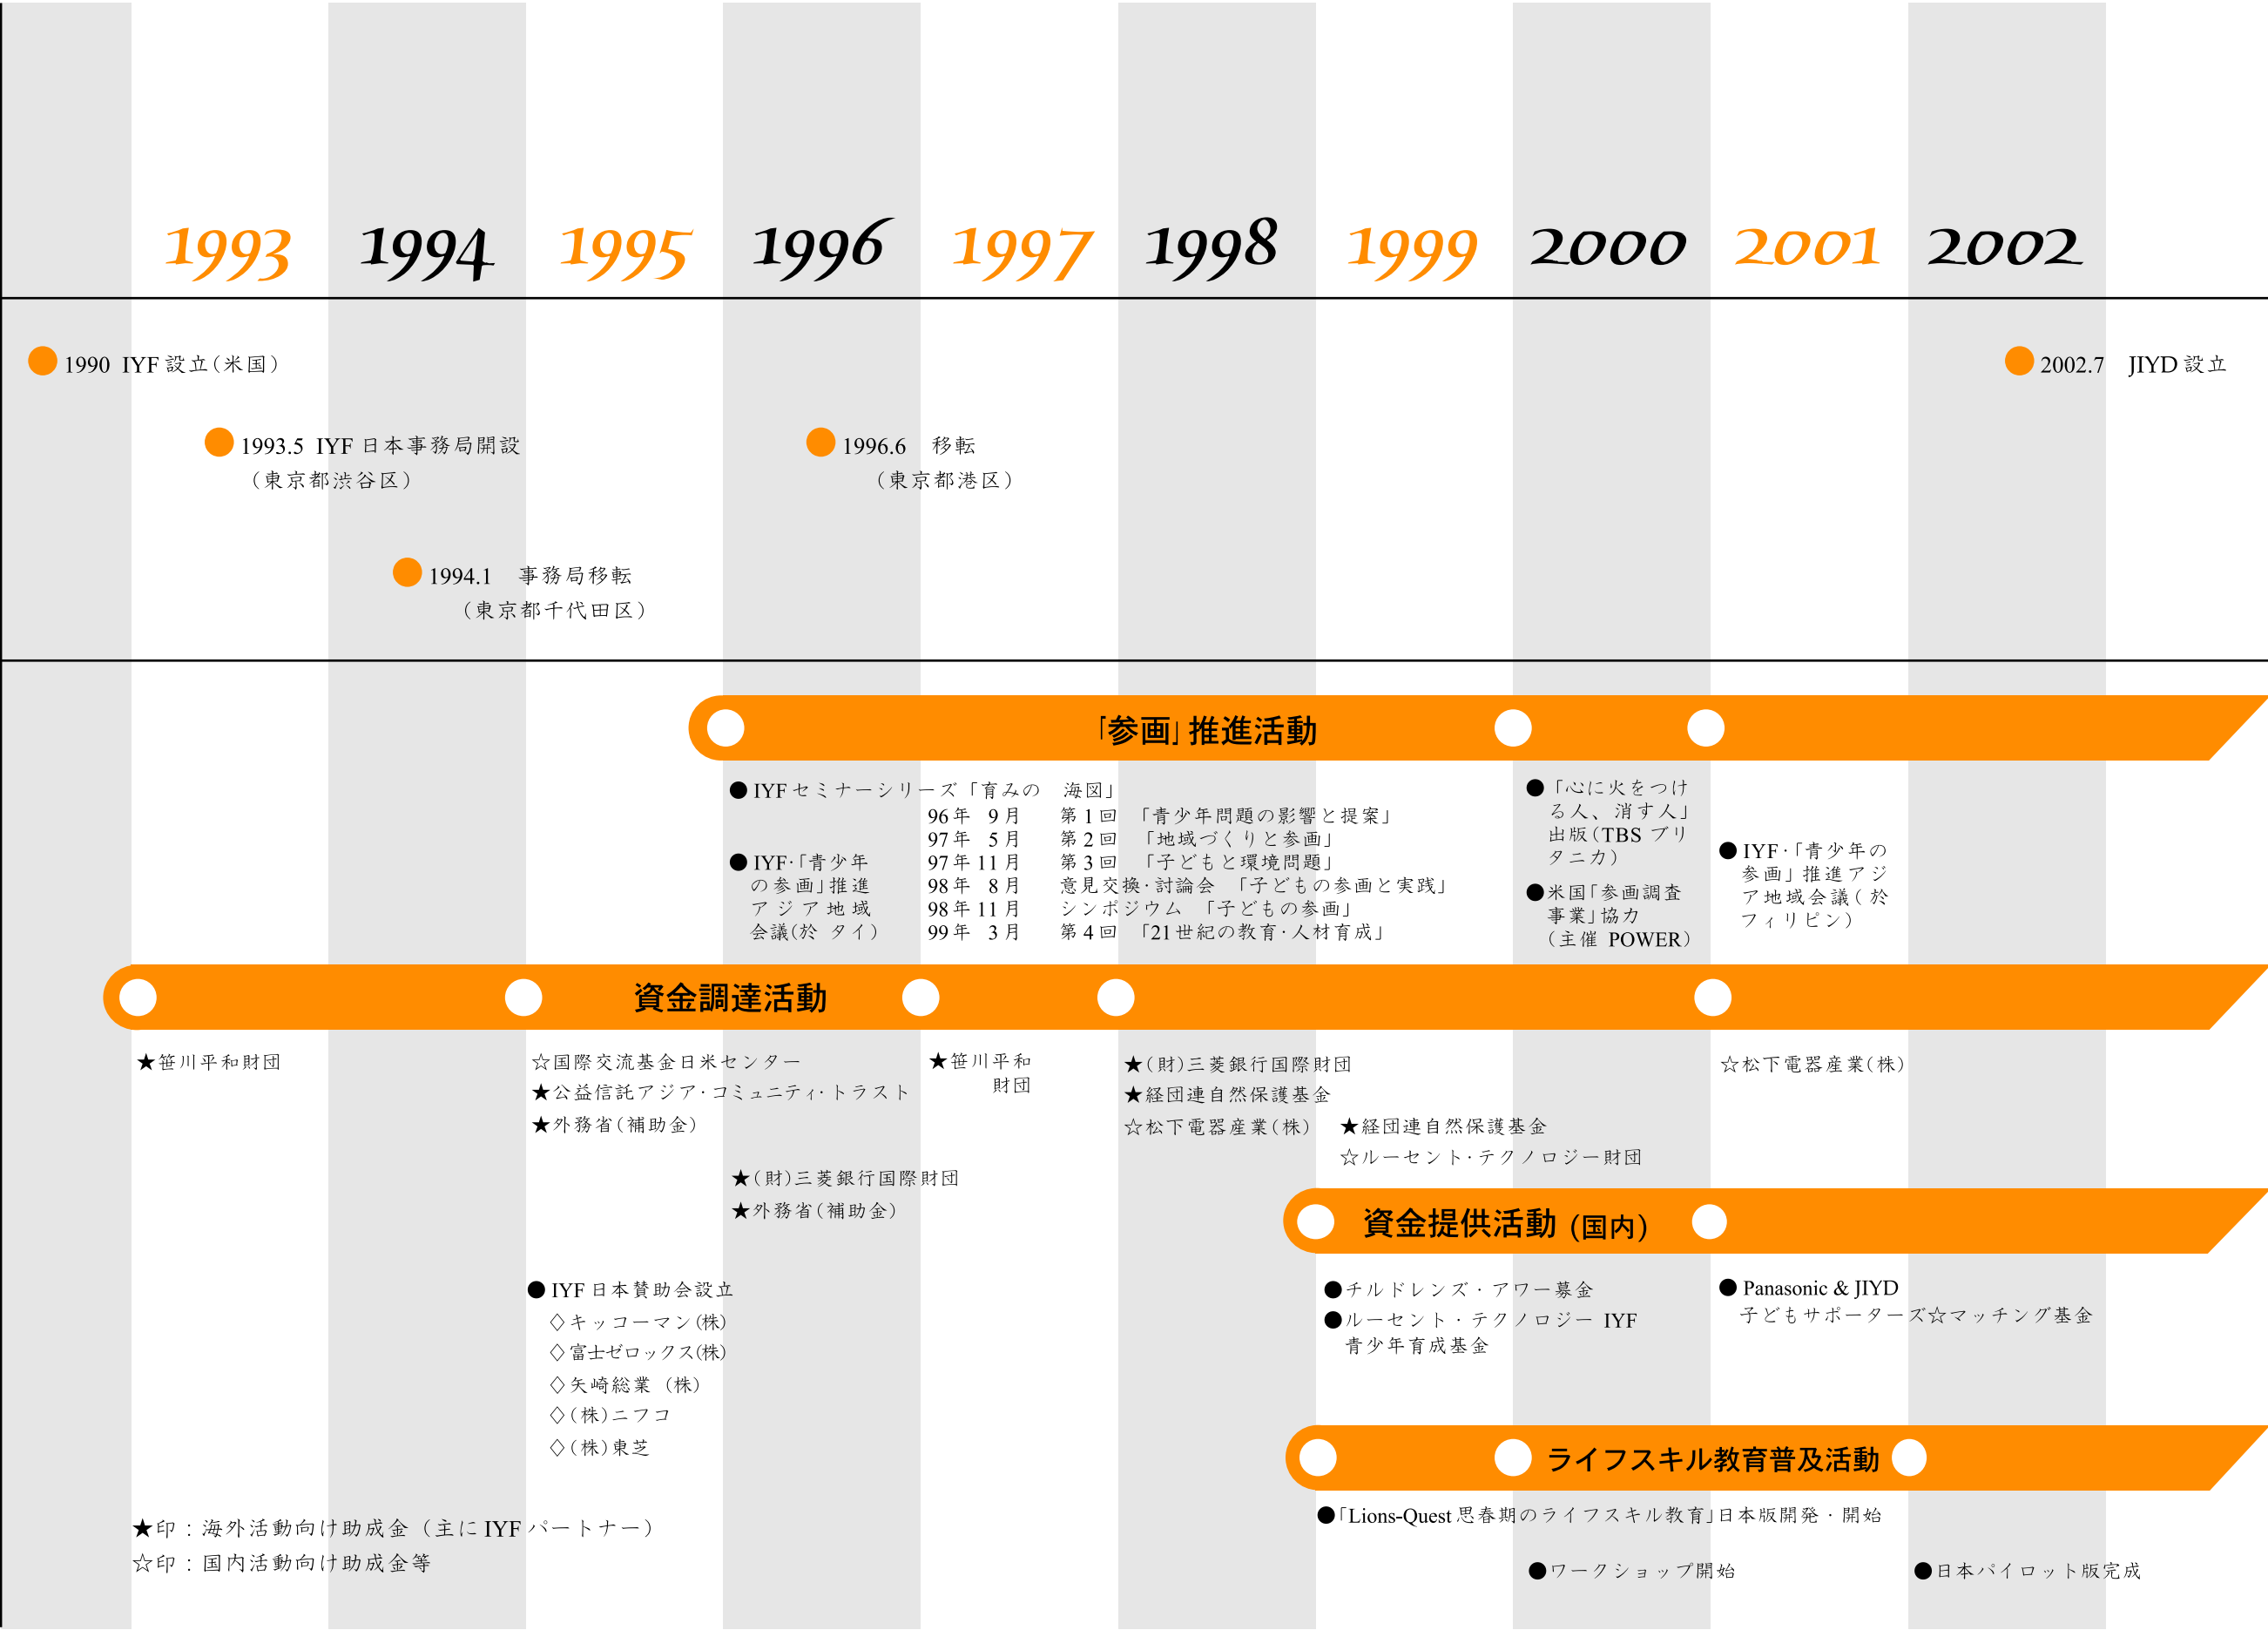 1993 1994 1995 1996 1997 1998 1999 2000 2001 2002
1990 IYF設立(米国)
2002.7 JIYD設立
1993.5 IYF日本事務局開設
(東京都渋谷区)
1996.6 移転
(東京都港区)
1994.1 事務局移転
(東京都千代田区)
「参画」推進活動
●IYFセミナーシリーズ「育みの 海図」
96年 9月 第1回 「青少年問題の影響と提案」
97年 5月 第2回 「地域づくりと参画」
97年11月 第3回 「子どもと環境問題」
98年 8月 意見交換・討論会 「子どもの参画と実践」
98年11月 シンポジウム 「子どもの参画」
99年 3月 第4回 「21世紀の教育・人材育成」
●IYF・「青少年
の参画」推進
アジア地域
会議(於 タイ)
●「心に火をつけ
る人、消す人」
出版(TBSブリ
タニカ)
●米国「参画調査
事業」協力
(主催 POWER)
●IYF・「青少年の
参画」推進アジ
ア地域会議(於
フィリピン)
資金調達活動
★笹川平和財団
☆国際交流基金日米センター
★公益信託アジア・コミュニティ・トラスト
★外務省(補助金)
★(財)三菱銀行国際財団
★外務省(補助金)
★笹川平和
財団
★(財)三菱銀行国際財団
★経団連自然保護基金
☆松下電器産業(株)
★経団連自然保護基金
☆ルーセント・テクノロジー財団
☆松下電器産業(株)
資金提供活動 (国内)
●IYF日本賛助会設立
◇キッコーマン(株)
◇富士ゼロックス(株)
◇矢崎総業 (株)
◇(株)ニフコ
◇(株)東芝
●チルドレンズ・アワー募金
●ルーセント・テクノロジー IYF
青少年育成基金
●Panasonic & JIYD
子どもサポーターズ☆マッチング基金
ライフスキル教育普及活動
●「Lions-Quest思春期のライフスキル教育」日本版開発・開始
●ワークショップ開始
●日本パイロット版完成
★印:海外活動向け助成金(主にIYFパートナー)
☆印:国内活動向け助成金等